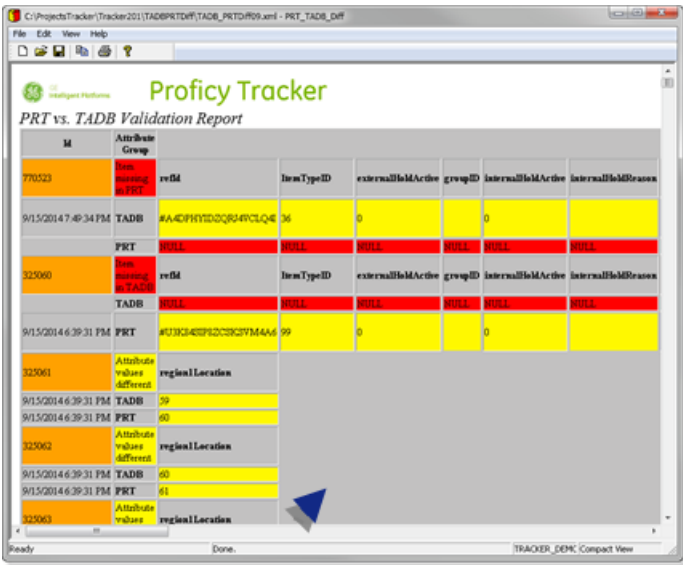 C:\ProjectsTracker\Tracker201\TADBPRTDiff\TADB_PRTDiff09.xml - PRT_TADB_Diff
File Edit View Help
GE
Intelligent Platforms
Proficy Tracker
PRT vs. TADB Validation Report
Id Attribute Group
770523 Item missing in PRT refId ItemTypeID externalHoldActive groupID internalHoldActive internalHoldReason
9/15/2014 7:49:34 PM TADB 36 0 0
PRT NULL NULL NULL NULL NULL NULL
325060 Item missing in TADB refId ItemTypeID externalHoldActive groupID internalHoldActive internalHoldReason
TADB NULL NULL NULL NULL NULL NULL
9/15/2014 6:39:31 PM PRT 99 0 0
325061 Attribute values different region1Location
9/15/2014 6:39:31 PM TADB 59
9/15/2014 6:39:31 PM PRT 60
325062 Attribute values different region1Location
9/15/2014 6:39:31 PM TADB 60
9/15/2014 6:39:31 PM PRT 61
325063 Attribute values region1Location
Ready Done. TRACKER_DEMC Compact View